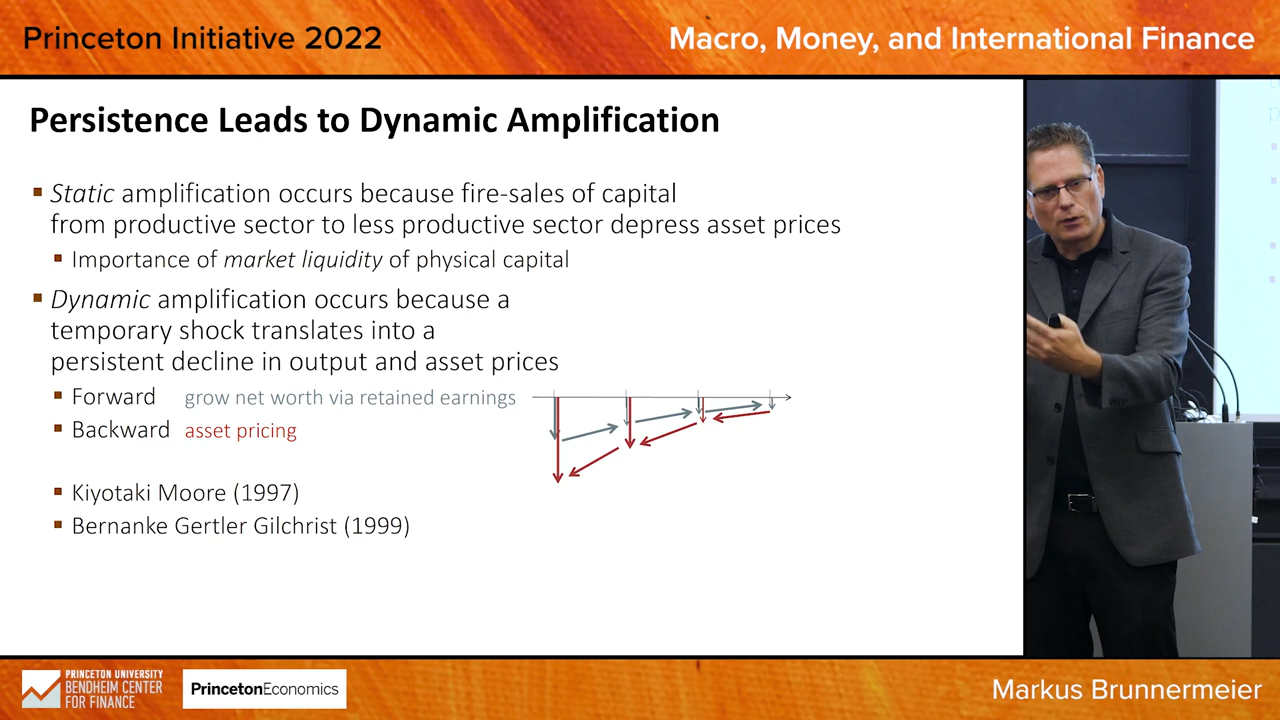 Princeton Initiative 2022
Macro, Money, and International Finance
Persistence Leads to Dynamic Amplification
Static amplification occurs because fire-sales of capital
from productive sector to less productive sector depress asset prices
Importance of market liquidity of physical capital
Dynamic amplification occurs because a
temporary shock translates into a
persistent decline in output and asset prices
Forward grow net worth via retained earnings
Backward asset pricing
Kiyotaki Moore (1997)
Bernanke Gertler Gilchrist (1999)
PRINCETON UNIVERSITY
BENDHEIM CENTER
FOR FINANCE
PrincetonEconomics
Markus Brunnermeier